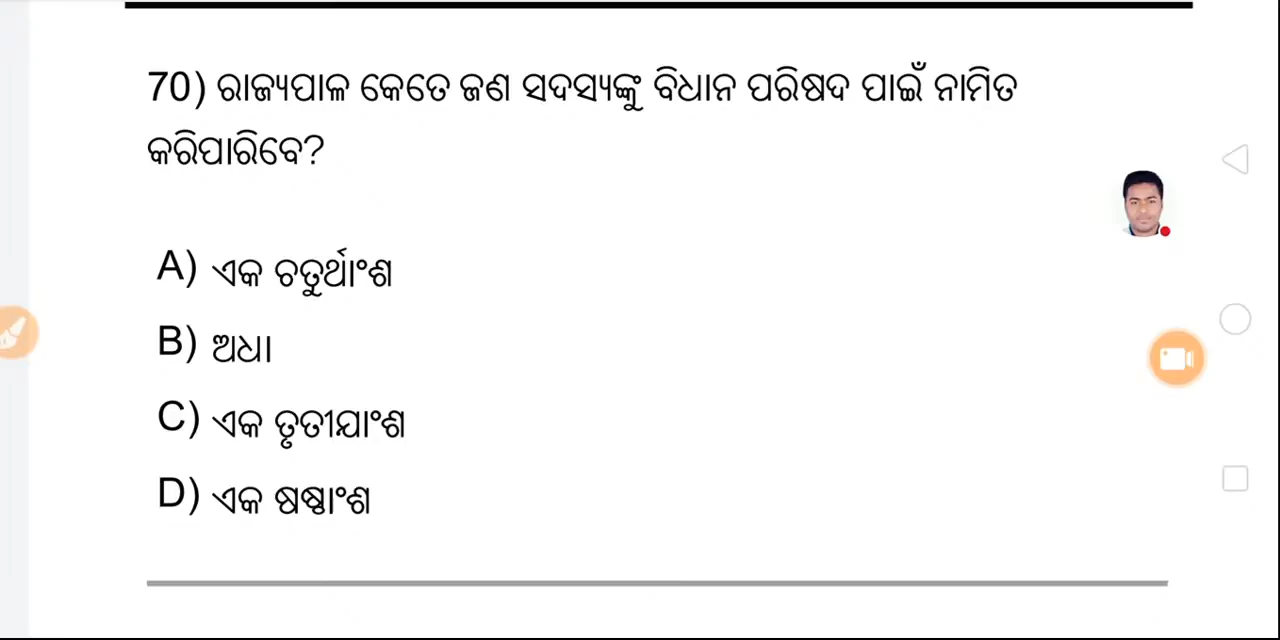 70) ରାଜ୍ୟପାଳ କେତେ ଜଣ ସଦସ୍ୟଙ୍କୁ ବିଧାନ ପରିଷଦ ପାଇଁ ନାମିତ
କରିପାରିବେ?
A) ଏକ ଚତୁର୍ଥାଂଶ
B) ଅଧା
C) ଏକ ତୃତୀଯାଂଶ
D) ଏକ ଷଷ୍ଠାଂଶ